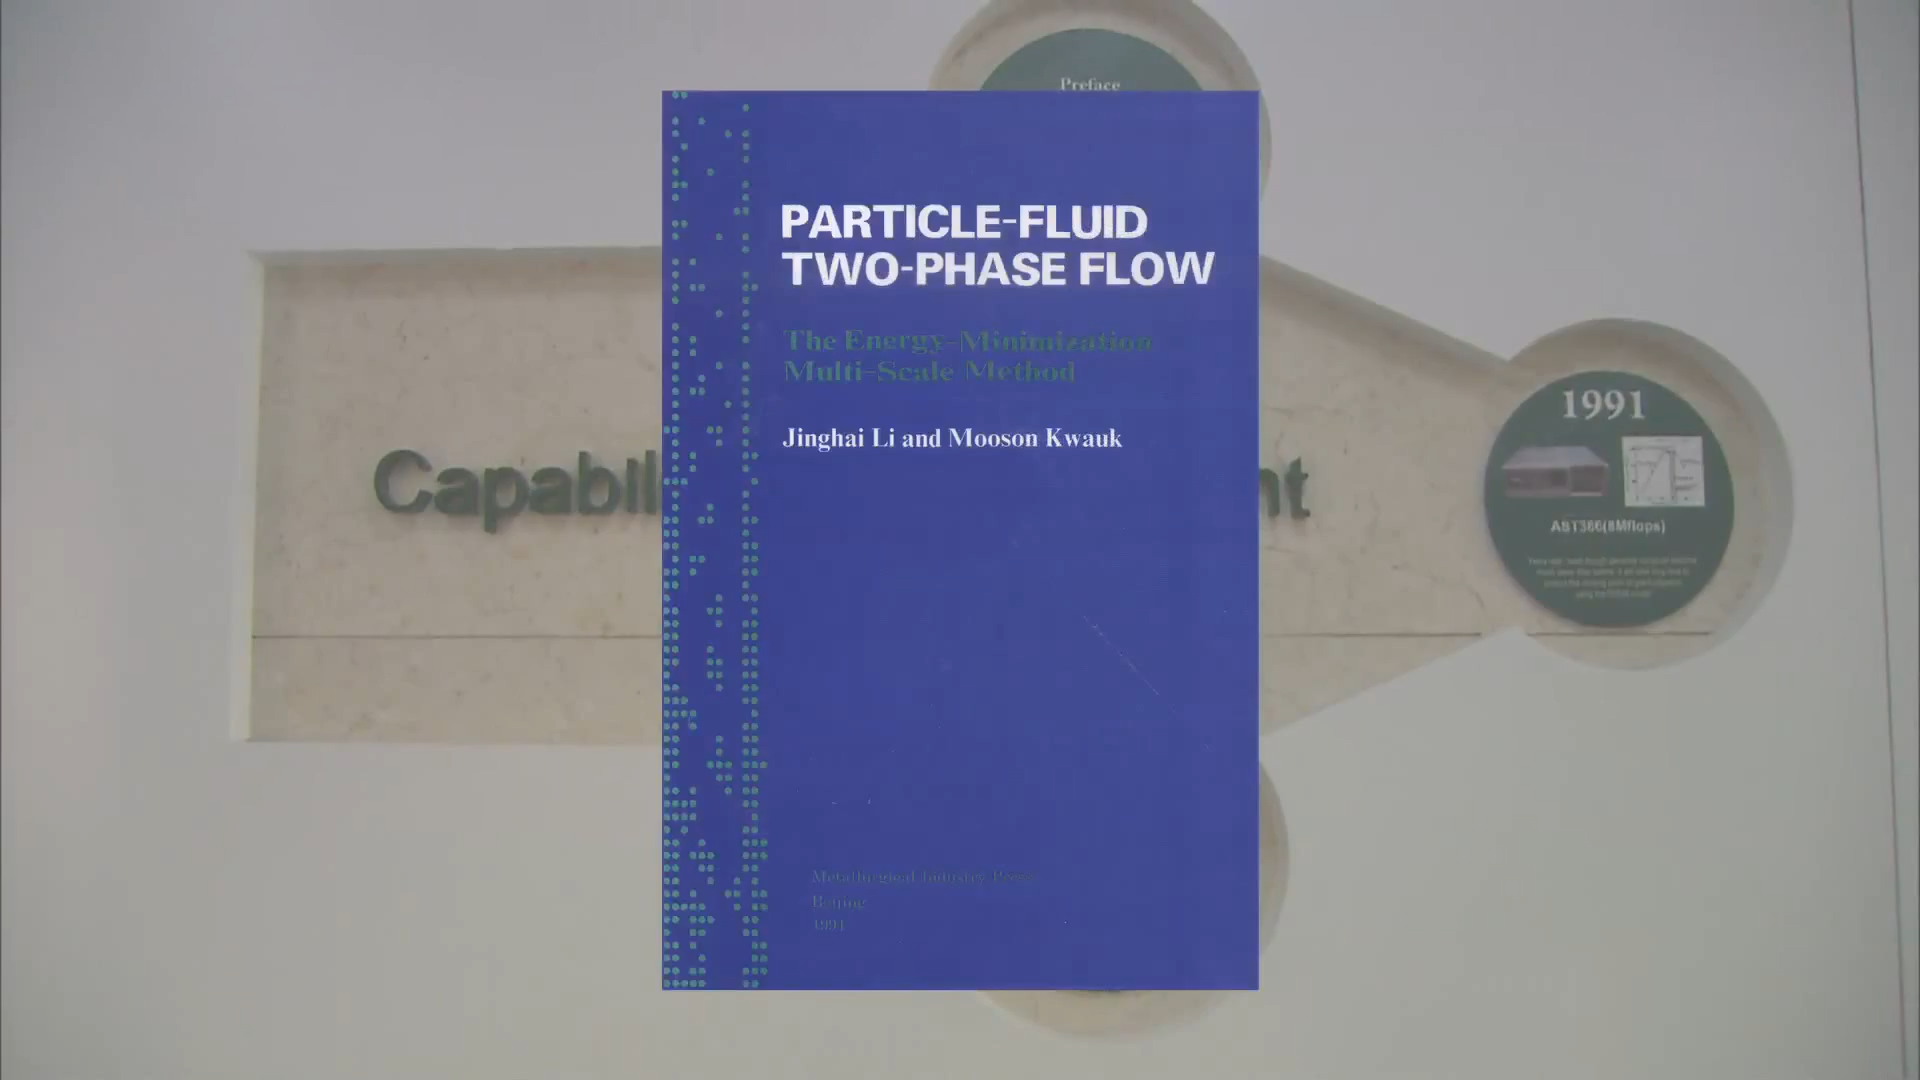 Preface
PARTICLE-FLUID
TWO-PHASE FLOW
The Energy-Minimization
Multi-Scale Method
Jinghai Li and Mooson Kwauk
Capabil
nt
1991
AST386(8Mflops)
Metallurgical Industry Press
Beijing
1991